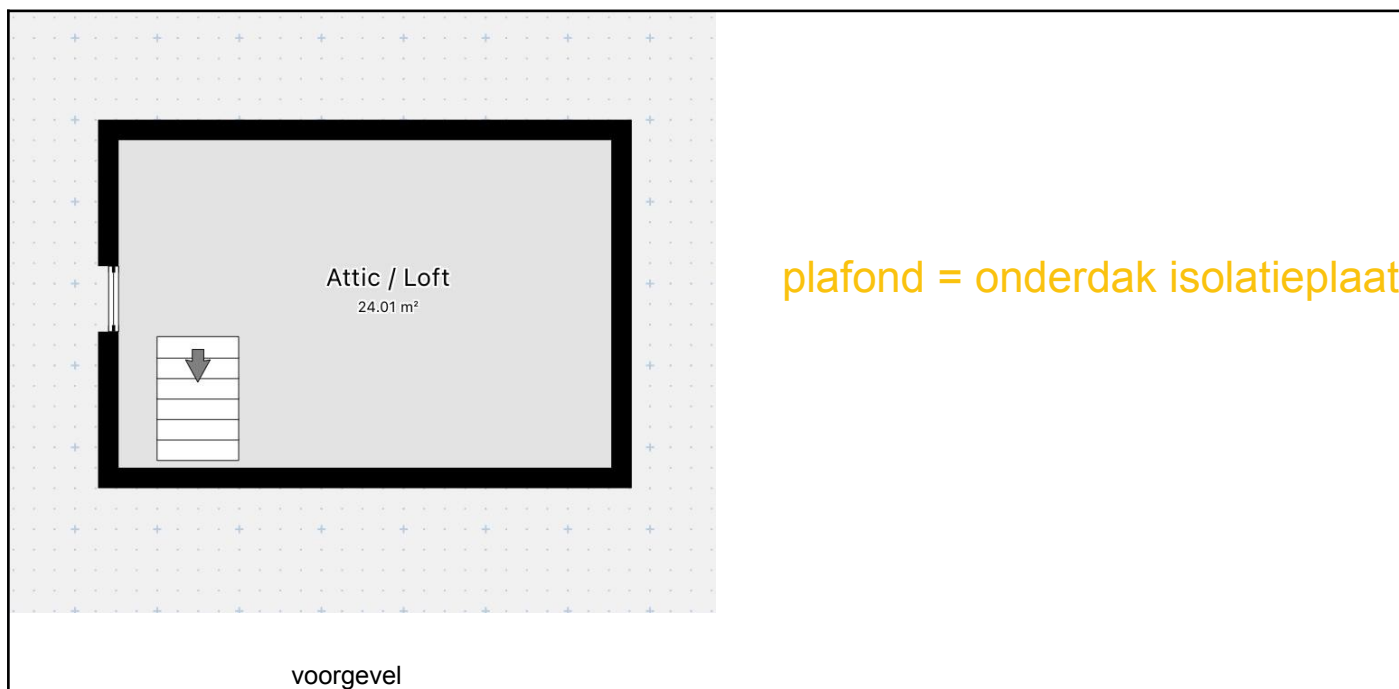 Attic / Loft
24.01 m²
plafond = onderdak isolatieplaat
voorgevel